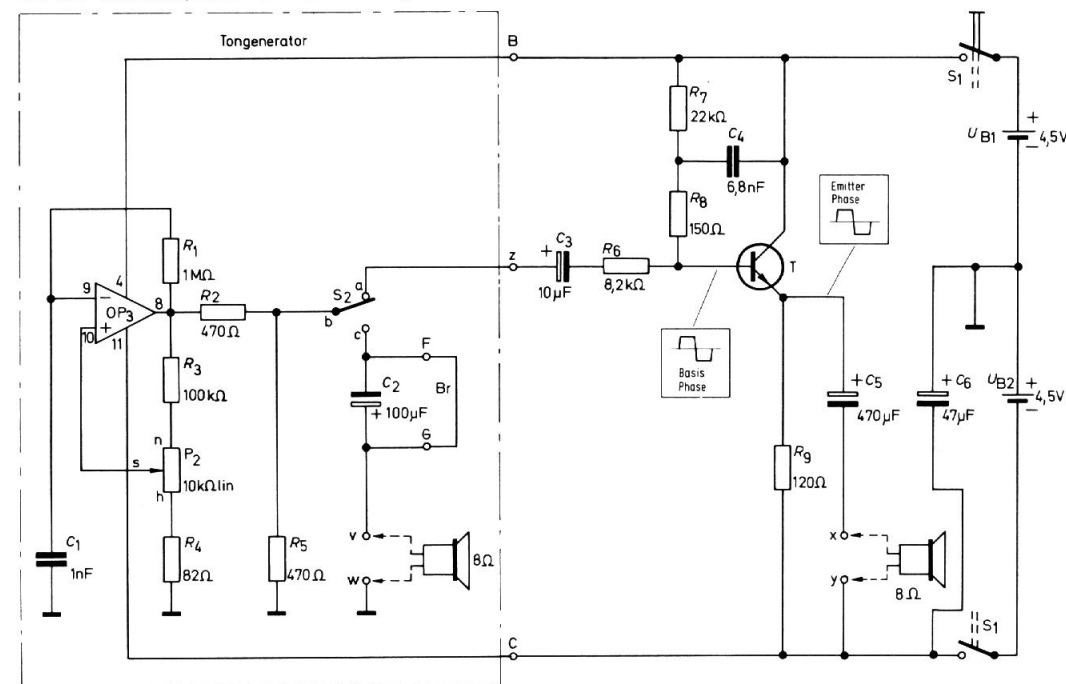 Tongenerator
B
S1
R7
22kΩ
C4
6,8nF
UB1
+
−
4,5V
R8
150Ω
Emitter
Phase
R1
1MΩ
z
+
C3
10µF
R6
8,2kΩ
T
4
9
−
OP3
8
+
10
11
R2
470Ω
S2
a
b
c
F
Br
G
C2
+ 100µF
Basis
Phase
R3
100kΩ
+ C5
470µF
+ C6
47µF
UB2
+
−
4,5V
n
s
P2
10kΩlin
h
R9
120Ω
C1
1nF
R4
82Ω
R5
470Ω
v
w
8Ω
x
y
8Ω
C
S1